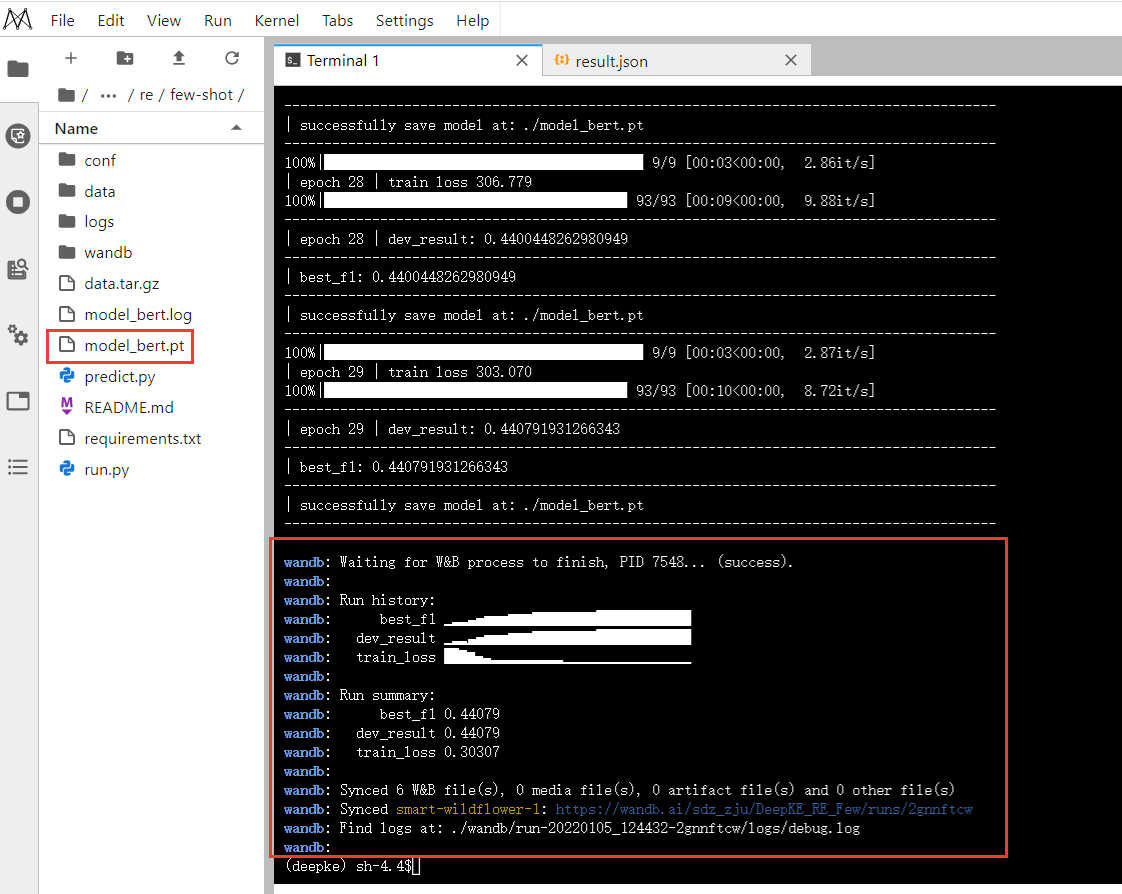 File Edit View Run Kernel Tabs Settings Help
Terminal 1
result.json
/ ... / re / few-shot /
Name
conf
data
logs
wandb
data.tar.gz
model_bert.log
model_bert.pt
predict.py
README.md
requirements.txt
run.py
--------------------------------------------------------------------------------
| successfully save model at: ./model_bert.pt
--------------------------------------------------------------------------------
100%| 9/9 [00:03<00:00, 2.86it/s]
| epoch 28 | train loss 306.779
100%| 93/93 [00:09<00:00, 9.88it/s]
--------------------------------------------------------------------------------
| epoch 28 | dev_result: 0.4400448262980949
--------------------------------------------------------------------------------
| best_f1: 0.4400448262980949
--------------------------------------------------------------------------------
| successfully save model at: ./model_bert.pt
--------------------------------------------------------------------------------
100%| 9/9 [00:03<00:00, 2.87it/s]
| epoch 29 | train loss 303.070
100%| 93/93 [00:10<00:00, 8.72it/s]
--------------------------------------------------------------------------------
| epoch 29 | dev_result: 0.440791931266343
--------------------------------------------------------------------------------
| best_f1: 0.440791931266343
--------------------------------------------------------------------------------
| successfully save model at: ./model_bert.pt
--------------------------------------------------------------------------------
wandb: Waiting for W&B process to finish, PID 7548... (success).
wandb:
wandb: Run history:
wandb: best_f1
wandb: dev_result
wandb: train_loss
wandb:
wandb: Run summary:
wandb: best_f1 0.44079
wandb: dev_result 0.44079
wandb: train_loss 0.30307
wandb:
wandb: Synced 6 W&B file(s), 0 media file(s), 0 artifact file(s) and 0 other file(s)
wandb: Synced smart-wildflower-1: https://wandb.ai/sdz_zju/DeepKE_RE_Few/runs/2gnnftcw
wandb: Find logs at: ./wandb/run-20220105_124432-2gnnftcw/logs/debug.log
wandb:
(deepke) sh-4.4$